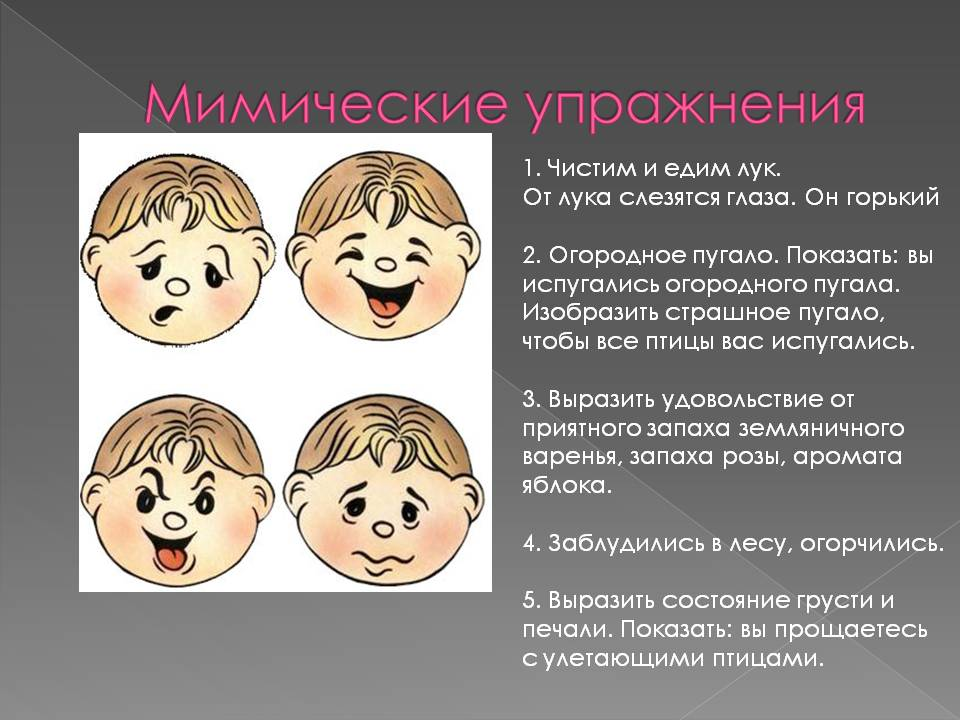 Мимические упражнения
1. Чистим и едим лук.
От лука слезятся глаза. Он горький
2. Огородное пугало. Показать: вы
испугались огородного пугала.
Изобразить страшное пугало,
чтобы все птицы вас испугались.
3. Выразить удовольствие от
приятного запаха земляничного
варенья, запаха розы, аромата
яблока.
4. Заблудились в лесу, огорчились.
5. Выразить состояние грусти и
печали. Показать: вы прощаетесь
с улетающими птицами.